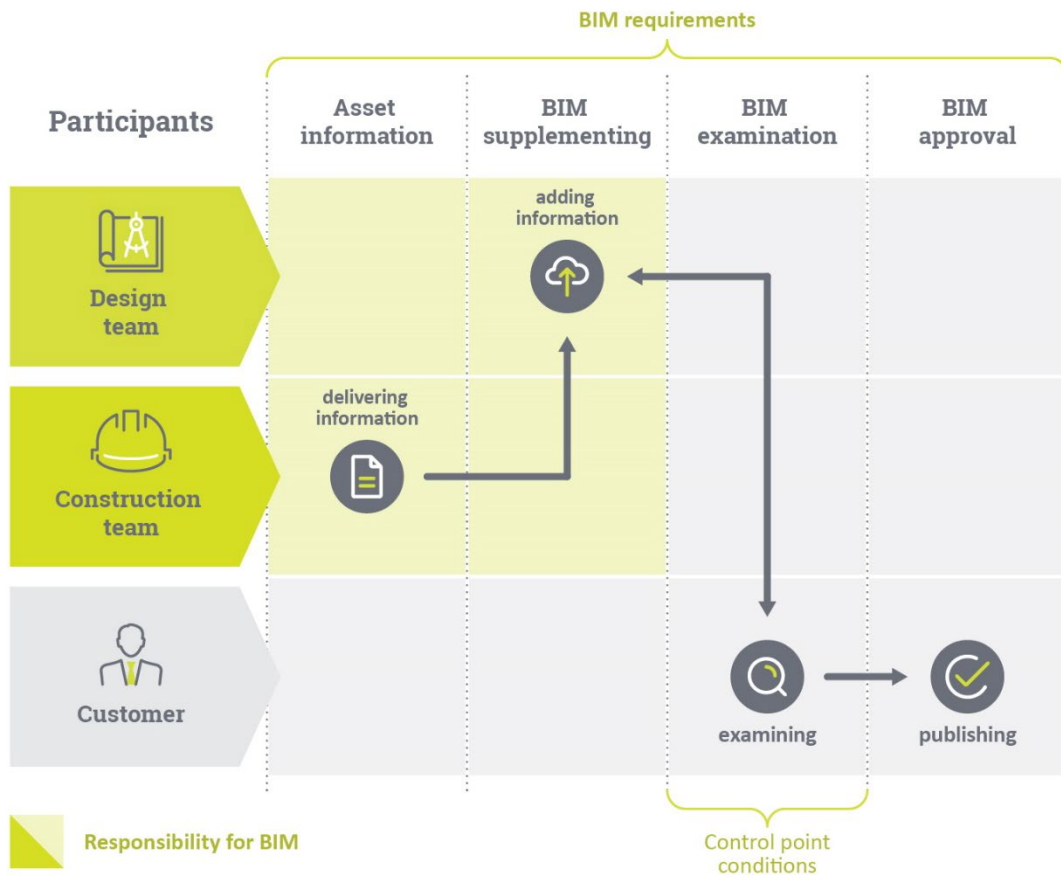 BIM requirements
Participants
Asset
information
BIM
supplementing
BIM
examination
BIM
approval
Design
team
adding
information
Construction
team
delivering
information
Customer
examining
publishing
Responsibility for BIM
Control point
conditions